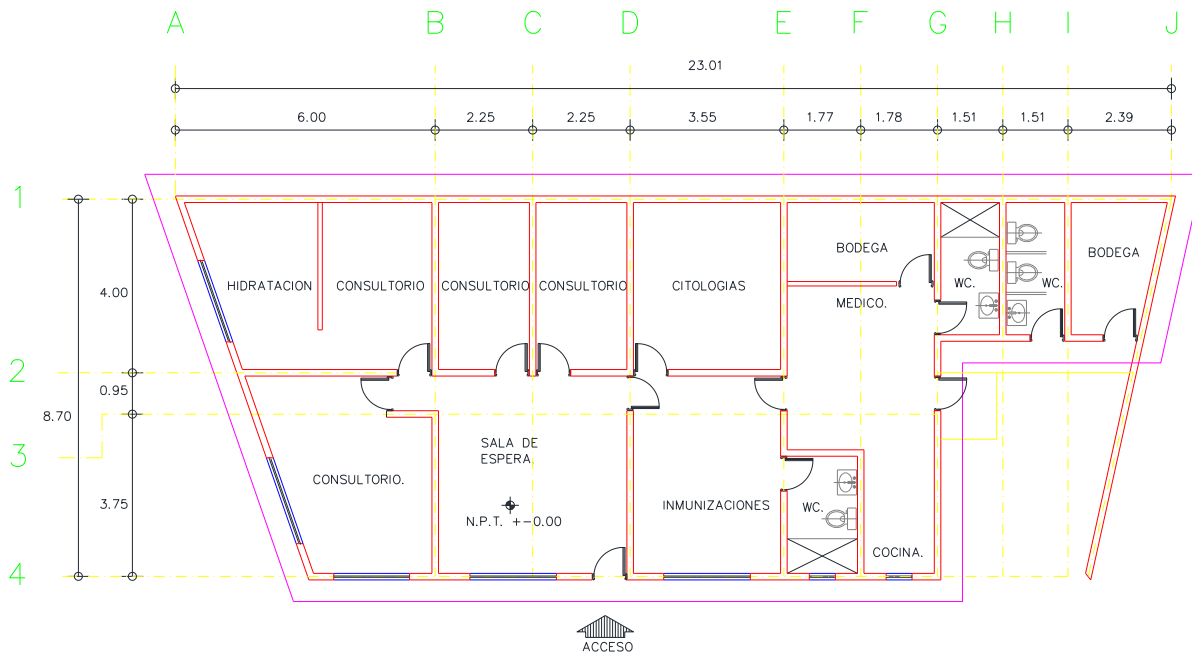 A B C D E F G H I J
23.01
6.00 2.25 2.25 3.55 1.77 1.78 1.51 1.51 2.39
1
BODEGA
BODEGA
HIDRATACION CONSULTORIO CONSULTORIO CONSULTORIO CITOLOGIAS
WC.
WC.
4.00
MEDICO.
2
0.95
8.70
SALA DE
ESPERA.
3
CONSULTORIO.
3.75
INMUNIZACIONES
WC.
N.P.T. +-0.00
COCINA.
4
ACCESO